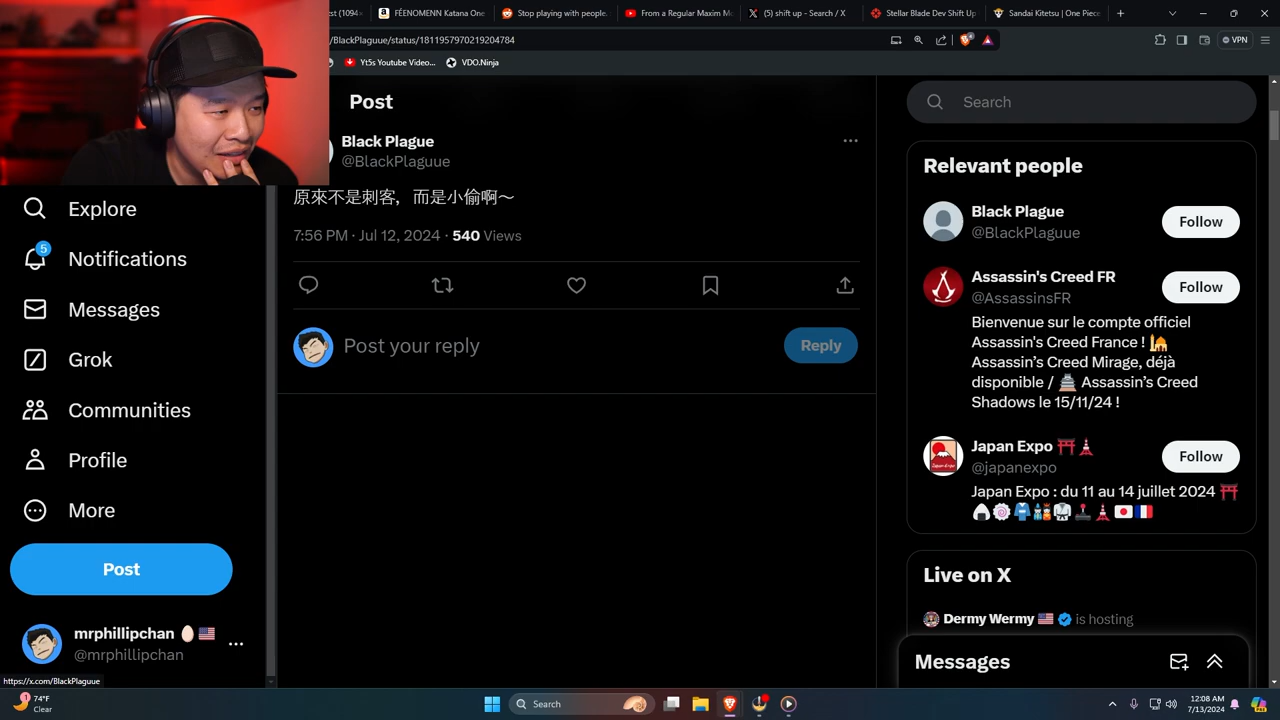 (1094
FÉENOMENN Katana One
Stop playing with people.
From a Regular Maxim M
(5) shift up - Search / X
Stellar Blade Dev Shift Up
Sandai Kitetsu | One Piece
/BlackPlaguue/status/1811957970219204784
VPN
Yt5s Youtube Video...
VDO.Ninja
Post
Search
Black Plague
@BlackPlaguue
原來不是刺客，而是小偷啊～
7:56 PM · Jul 12, 2024 · 540 Views
Post your reply
Reply
Explore
5
Notifications
Messages
Grok
Communities
Profile
More
Post
mrphillipchan 🥚 🇺🇸
@mrphillipchan
Relevant people
Black Plague
@BlackPlaguue
Follow
Assassin's Creed FR
@AssassinsFR
Follow
Bienvenue sur le compte officiel
Assassin's Creed France ! 🕌
Assassin's Creed Mirage, déjà
disponible / 🏯 Assassin's Creed
Shadows le 15/11/24 !
Japan Expo ⛩️🗼
@japanexpo
Follow
Japan Expo : du 11 au 14 juillet 2024 ⛩️
🍙🍥👘🎎🥋🕹️🗼🇯🇵🇫🇷
Live on X
Dermy Wermy 🇺🇸 is hosting
Messages
https://x.com/BlackPlaguue
1
74°F
Clear
Search
12:08 AM
7/13/2024